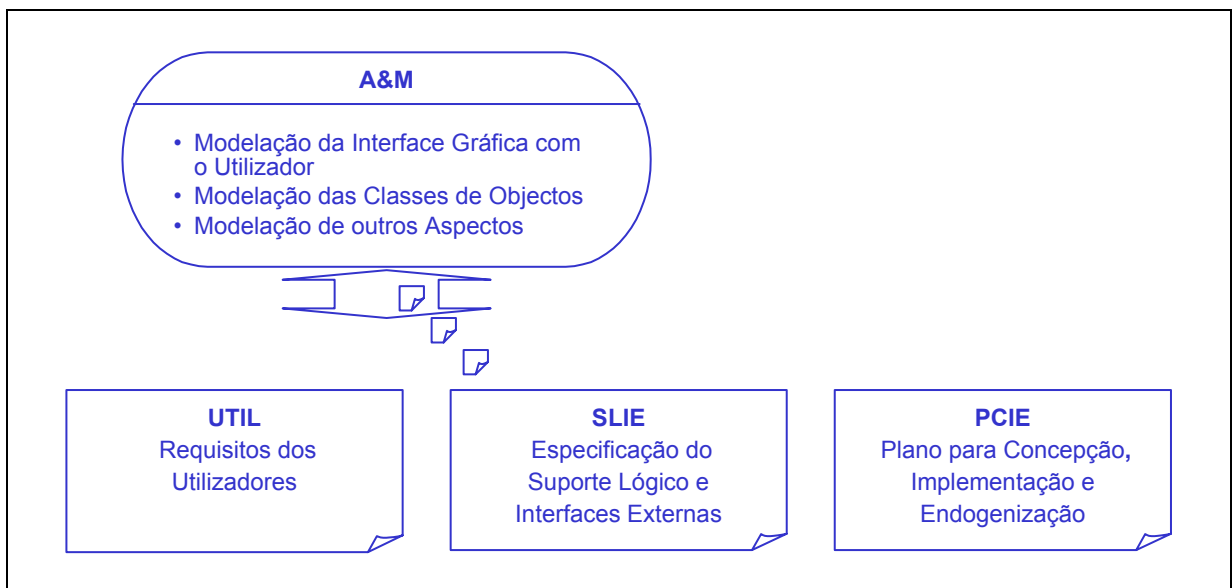 A&M
• Modelação da Interface Gráfica com
o Utilizador
• Modelação das Classes de Objectos
• Modelação de outros Aspectos
UTIL
Requisitos dos
Utilizadores
SLIE
Especificação do
Suporte Lógico e
Interfaces Externas
PCIE
Plano para Concepção,
Implementação e
Endogenização